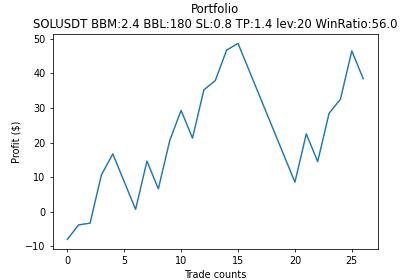 Portfolio
SOLUSDT BBM:2.4 BBL:180 SL:0.8 TP:1.4 lev:20 WinRatio:56.0
50
40
30
20
10
0
−10
Profit ($)
0 5 10 15 20 25
Trade counts